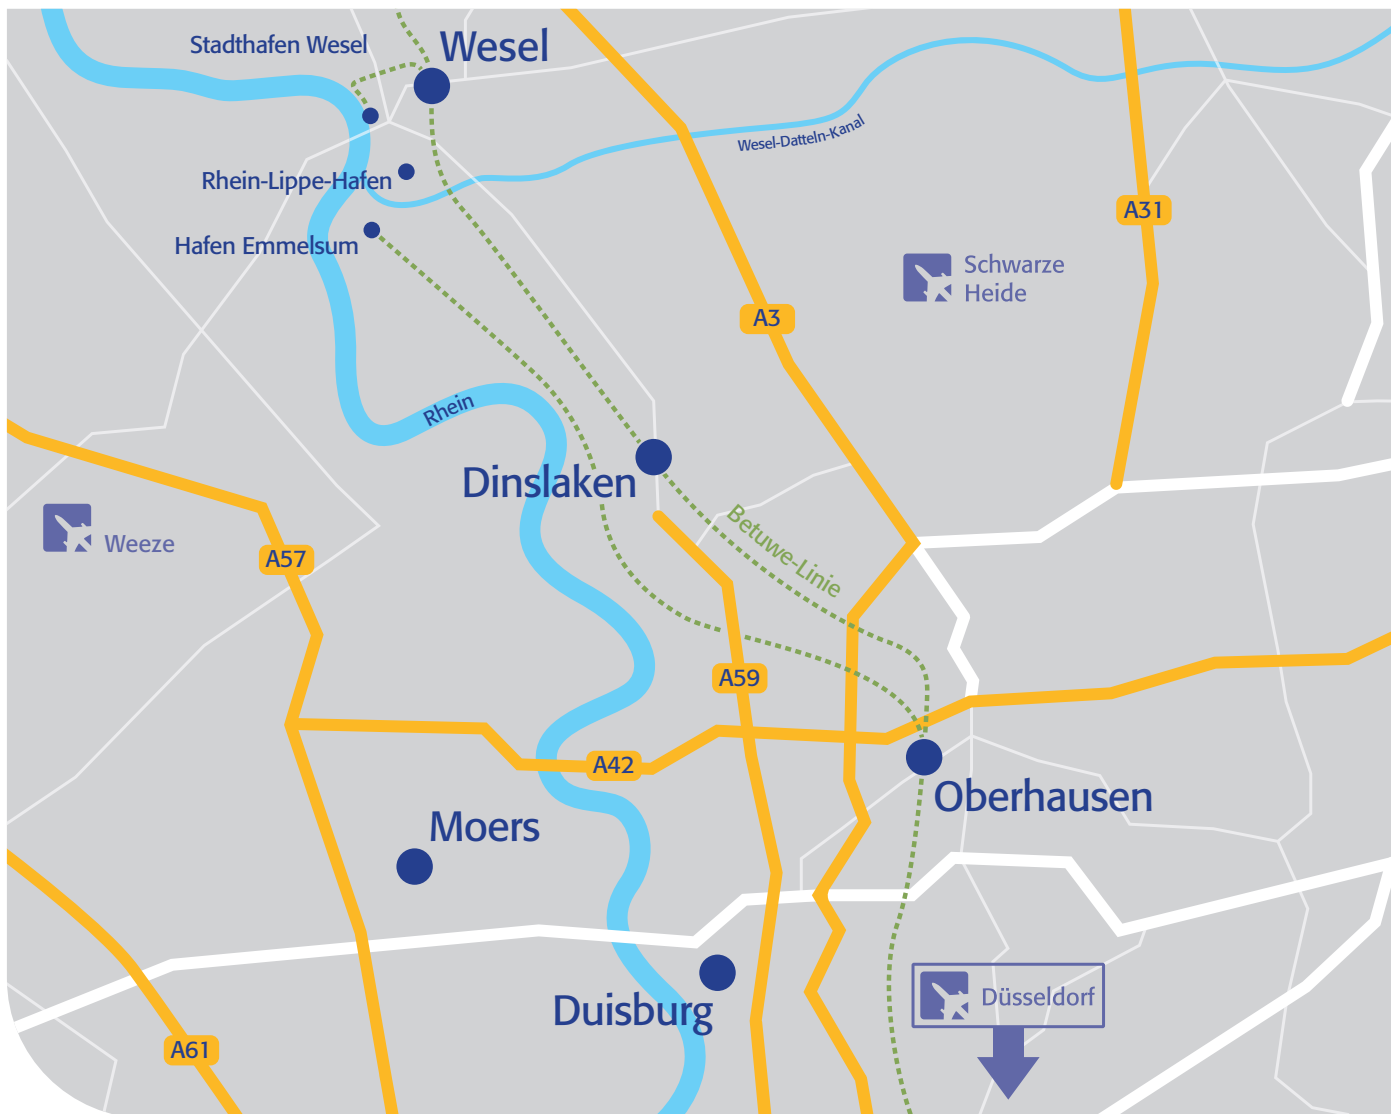 Stadthafen Wesel
Wesel
Wesel-Datteln-Kanal
Rhein-Lippe-Hafen
A31
Hafen Emmelsum
Schwarze
Heide
A3
Rhein
Dinslaken
Betuwe-Linie
Weeze
A57
A59
A42
Oberhausen
Moers
Düsseldorf
Duisburg
A61